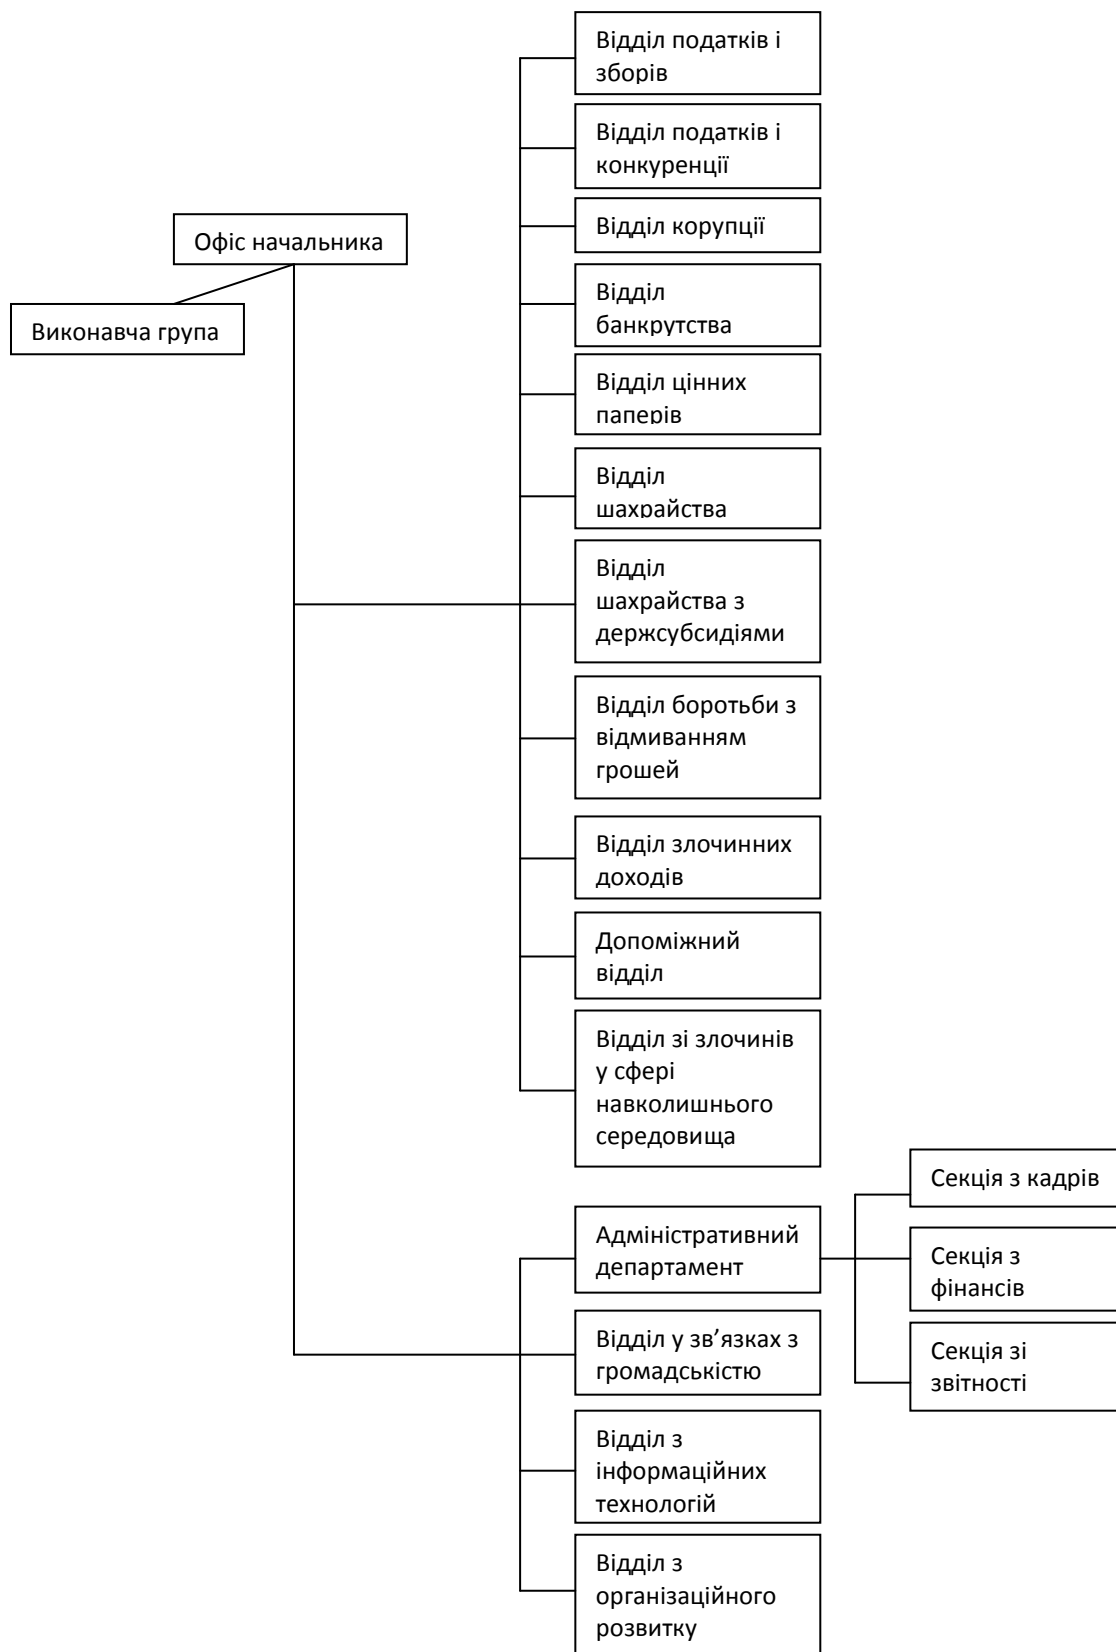 Відділ податків і
зборів
Відділ податків і
конкуренції
Відділ корупції
Офіс начальника
Відділ
банкрутства
Виконавча група
Відділ цінних
паперів
Відділ
шахрайства
Відділ
шахрайства з
держсубсидіями
Відділ боротьби з
відмиванням
грошей
Відділ злочинних
доходів
Допоміжний
відділ
Відділ зі злочинів
у сфері
навколишнього
середовища
Секція з кадрів
Адміністративний
департамент
Секція з
фінансів
Відділ у зв’язках з
громадськістю
Секція зі
звітності
Відділ з
інформаційних
технологій
Відділ з
організаційного
розвитку